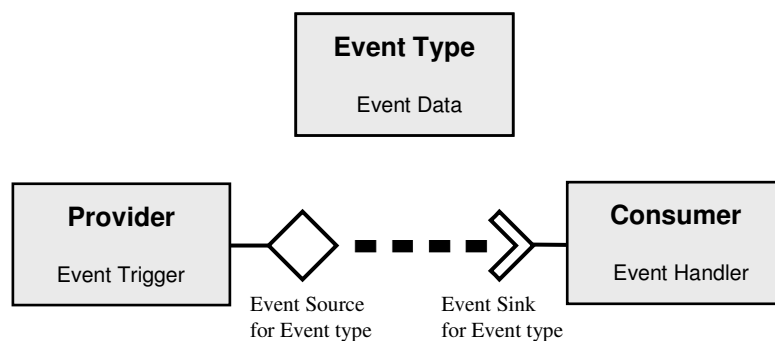 Event Type
Event Data
Provider
Event Trigger
Consumer
Event Handler
Event Source
for Event type
Event Sink
for Event type